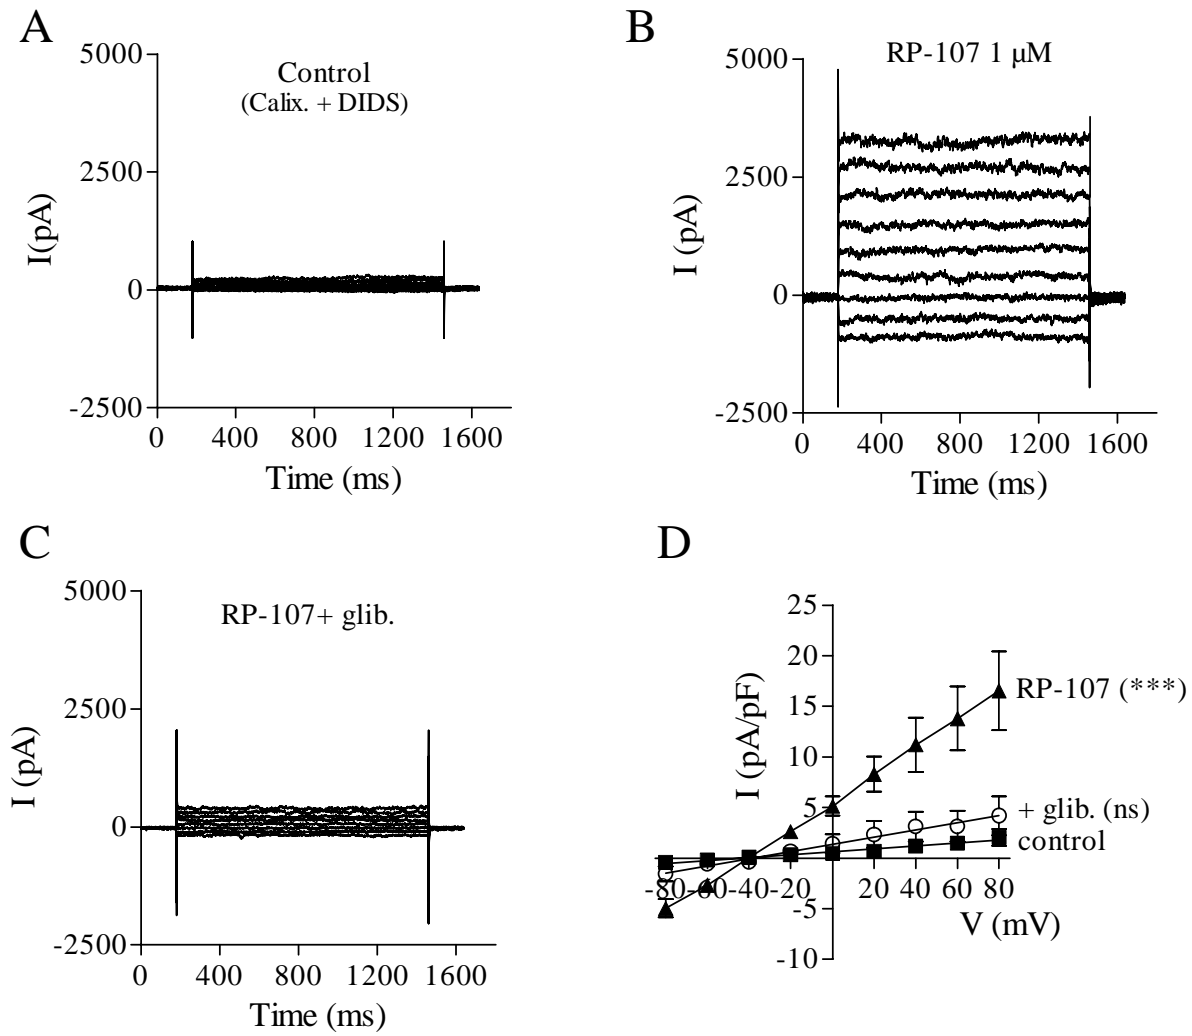 A
5000
2500
0
-2500
I(pA)
Control
(Calix. + DIDS)
0 400 800 1200 1600
Time (ms)
B
RP-107 1 µM
5000
2500
0
-2500
I (pA)
0 400 800 1200 1600
Time (ms)
C
5000
2500
0
-2500
I (pA)
RP-107+ glib.
0 400 800 1200 1600
Time (ms)
D
25
20
15
10
5
-5
-10
I (pA/pF)
RP-107 (***)
+ glib. (ns)
control
-80 -60 -40 -20 20 40 60 80
V (mV)